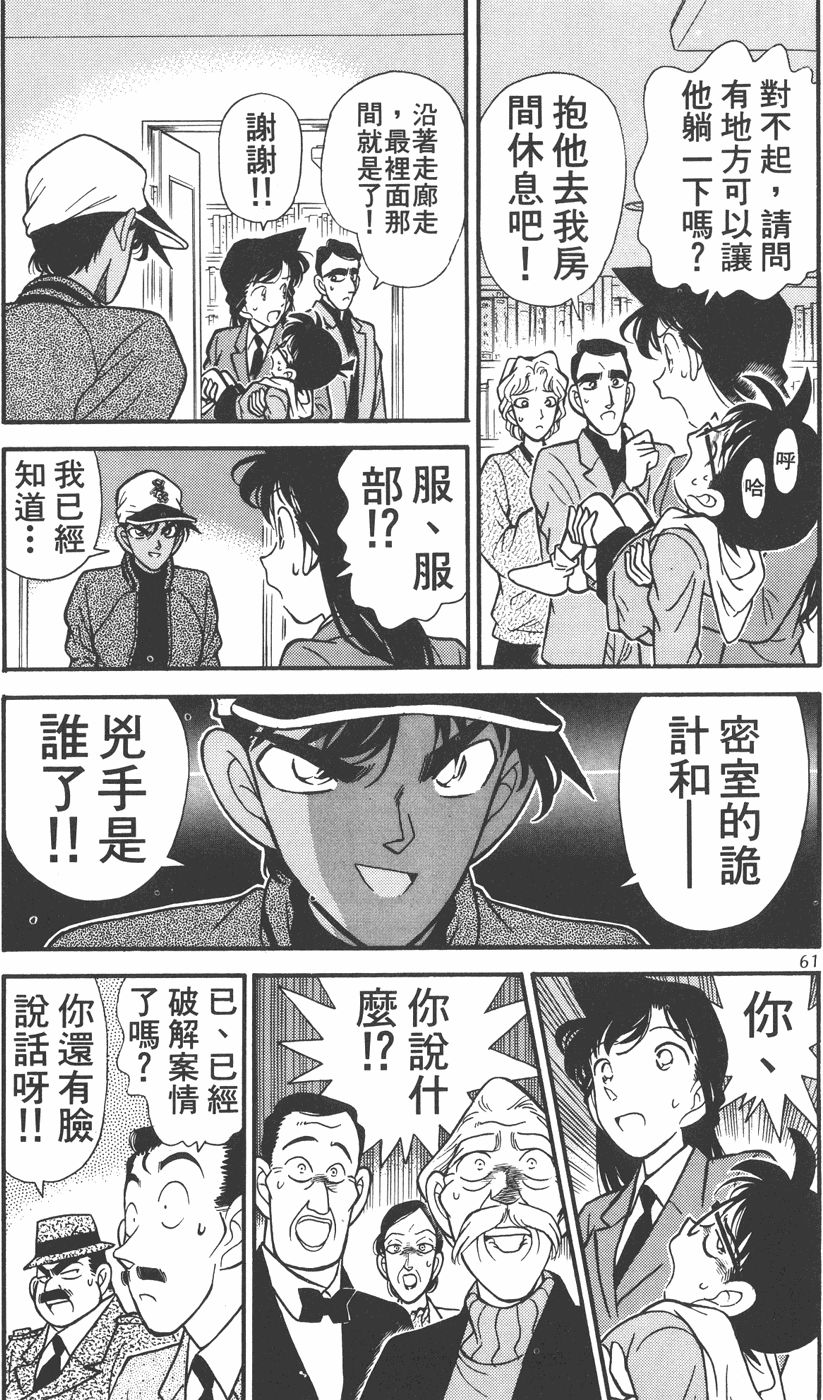 對不起，請問
有地方可以讓
他躺一下嗎？
抱他去我房
間休息吧！
呼
哈
沿著走廊走
，最裡面那
間就是了！
謝謝!!
服、服
部!?
我已經
知道…
密室的詭
計和——
兇手是
誰了!!
61
你、
你說什
麼!?
已、已經
破解案情
了嗎？
你還有臉
說話呀!!